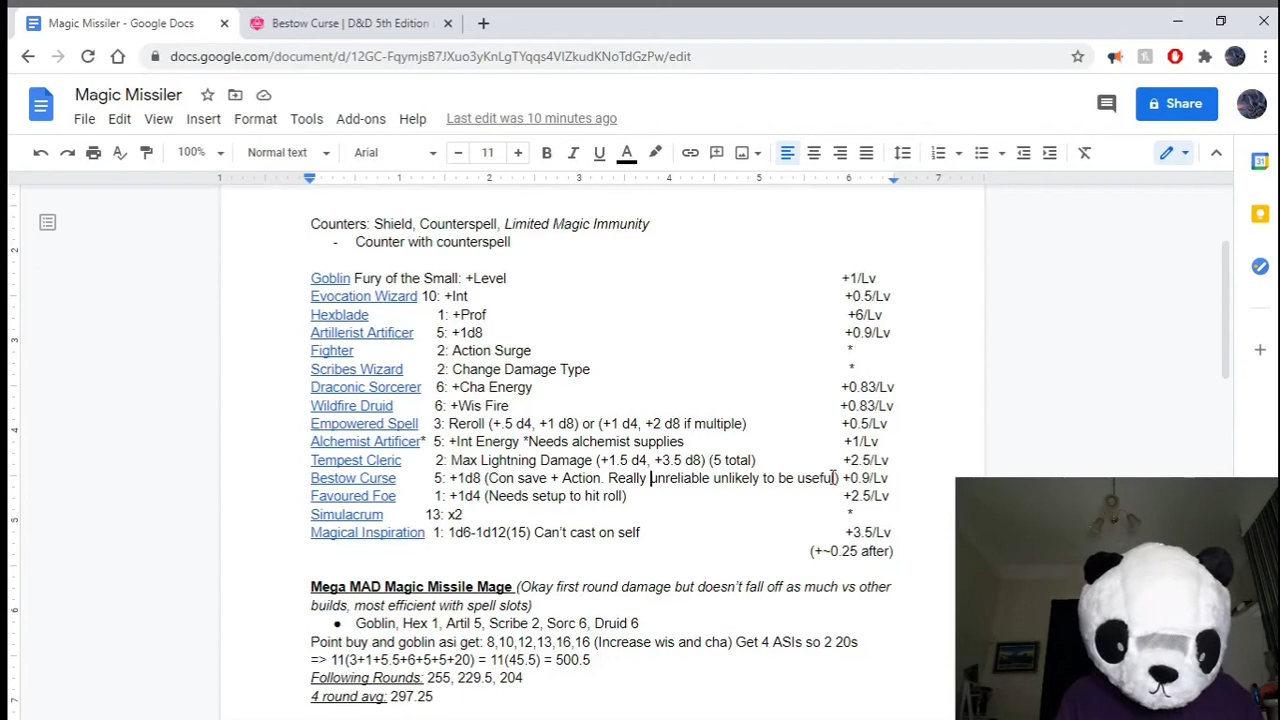 Magic Missiler - Google Docs
Bestow Curse | D&D 5th Edition
docs.google.com/document/d/12GC-FqymjsB7JXuo3yKnLgTYqqs4VIZkudKNoTdGzPw/edit
Magic Missiler
Share
File Edit View Insert Format Tools Add-ons Help Last edit was 10 minutes ago
100% Normal text Arial 11
1 1 2 3 4 5 6 7
Counters: Shield, Counterspell, Limited Magic Immunity
- Counter with counterspell
Goblin Fury of the Small: +Level +1/Lv
Evocation Wizard 10: +Int +0.5/Lv
Hexblade 1: +Prof +6/Lv
Artillerist Artificer 5: +1d8 +0.9/Lv
Fighter 2: Action Surge *
Scribes Wizard 2: Change Damage Type *
Draconic Sorcerer 6: +Cha Energy +0.83/Lv
Wildfire Druid 6: +Wis Fire +0.83/Lv
Empowered Spell 3: Reroll (+.5 d4, +1 d8) or (+1 d4, +2 d8 if multiple) +0.5/Lv
Alchemist Artificer* 5: +Int Energy *Needs alchemist supplies +1/Lv
Tempest Cleric 2: Max Lightning Damage (+1.5 d4, +3.5 d8) (5 total) +2.5/Lv
Bestow Curse 5: +1d8 (Con save + Action. Really unreliable unlikely to be useful) +0.9/Lv
Favoured Foe 1: +1d4 (Needs setup to hit roll) +2.5/Lv
Simulacrum 13: x2 *
Magical Inspiration 1: 1d6-1d12(15) Can't cast on self +3.5/Lv
(+~0.25 after)
Mega MAD Magic Missile Mage (Okay first round damage but doesn't fall off as much vs other
builds, most efficient with spell slots)
● Goblin, Hex 1, Artil 5, Scribe 2, Sorc 6, Druid 6
Point buy and goblin asi get: 8,10,12,13,16,16 (Increase wis and cha) Get 4 ASIs so 2 20s
=> 11(3+1+5.5+6+5+5+20) = 11(45.5) = 500.5
Following Rounds: 255, 229.5, 204
4 round avg: 297.25